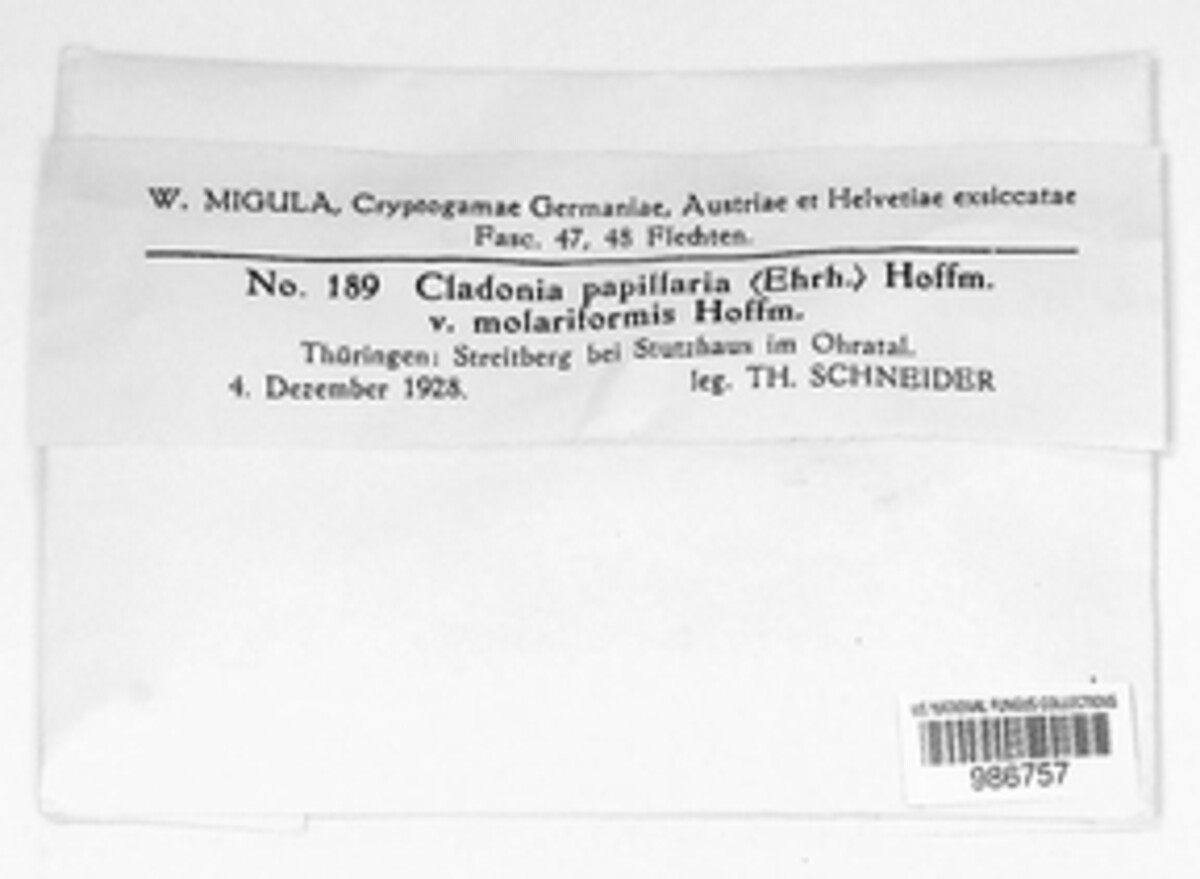 W. MIGULA, Cryptogamae Germaniae, Austriae et Helvetiae exsiccatae
Fasc. 47, 48 Flechten.
No. 189 Cladonia papillaria (Ehrh.) Hoffm.
v. molariformis Hoffm.
Thüringen: Streitberg bei Stutzhaus im Ohratal.
4. Dezember 1928. leg. TH. SCHNEIDER
US NATIONAL FUNGUS COLLECTIONS
986757